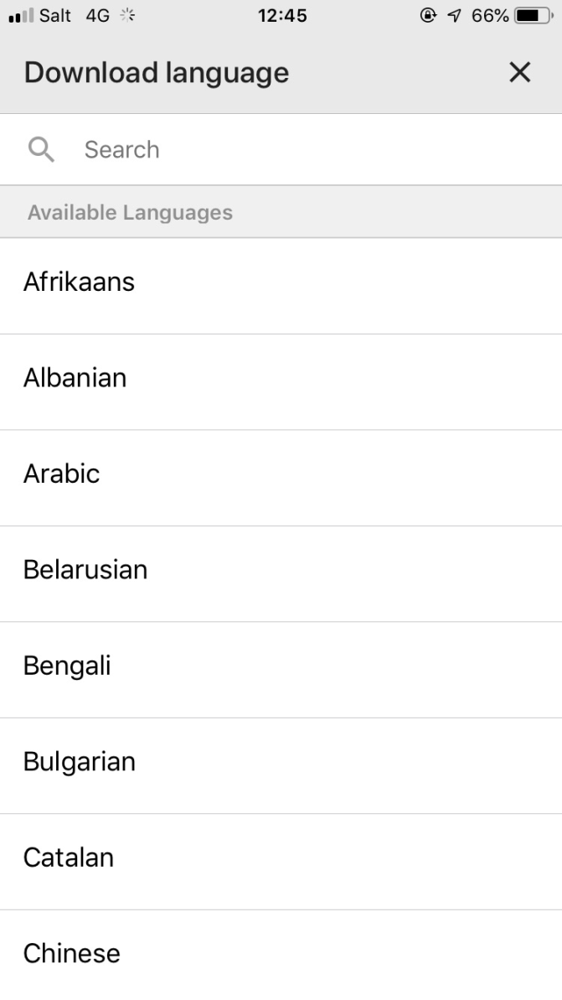 Salt 4G 12:45 66%
Download language
Search
Available Languages
Afrikaans
Albanian
Arabic
Belarusian
Bengali
Bulgarian
Catalan
Chinese